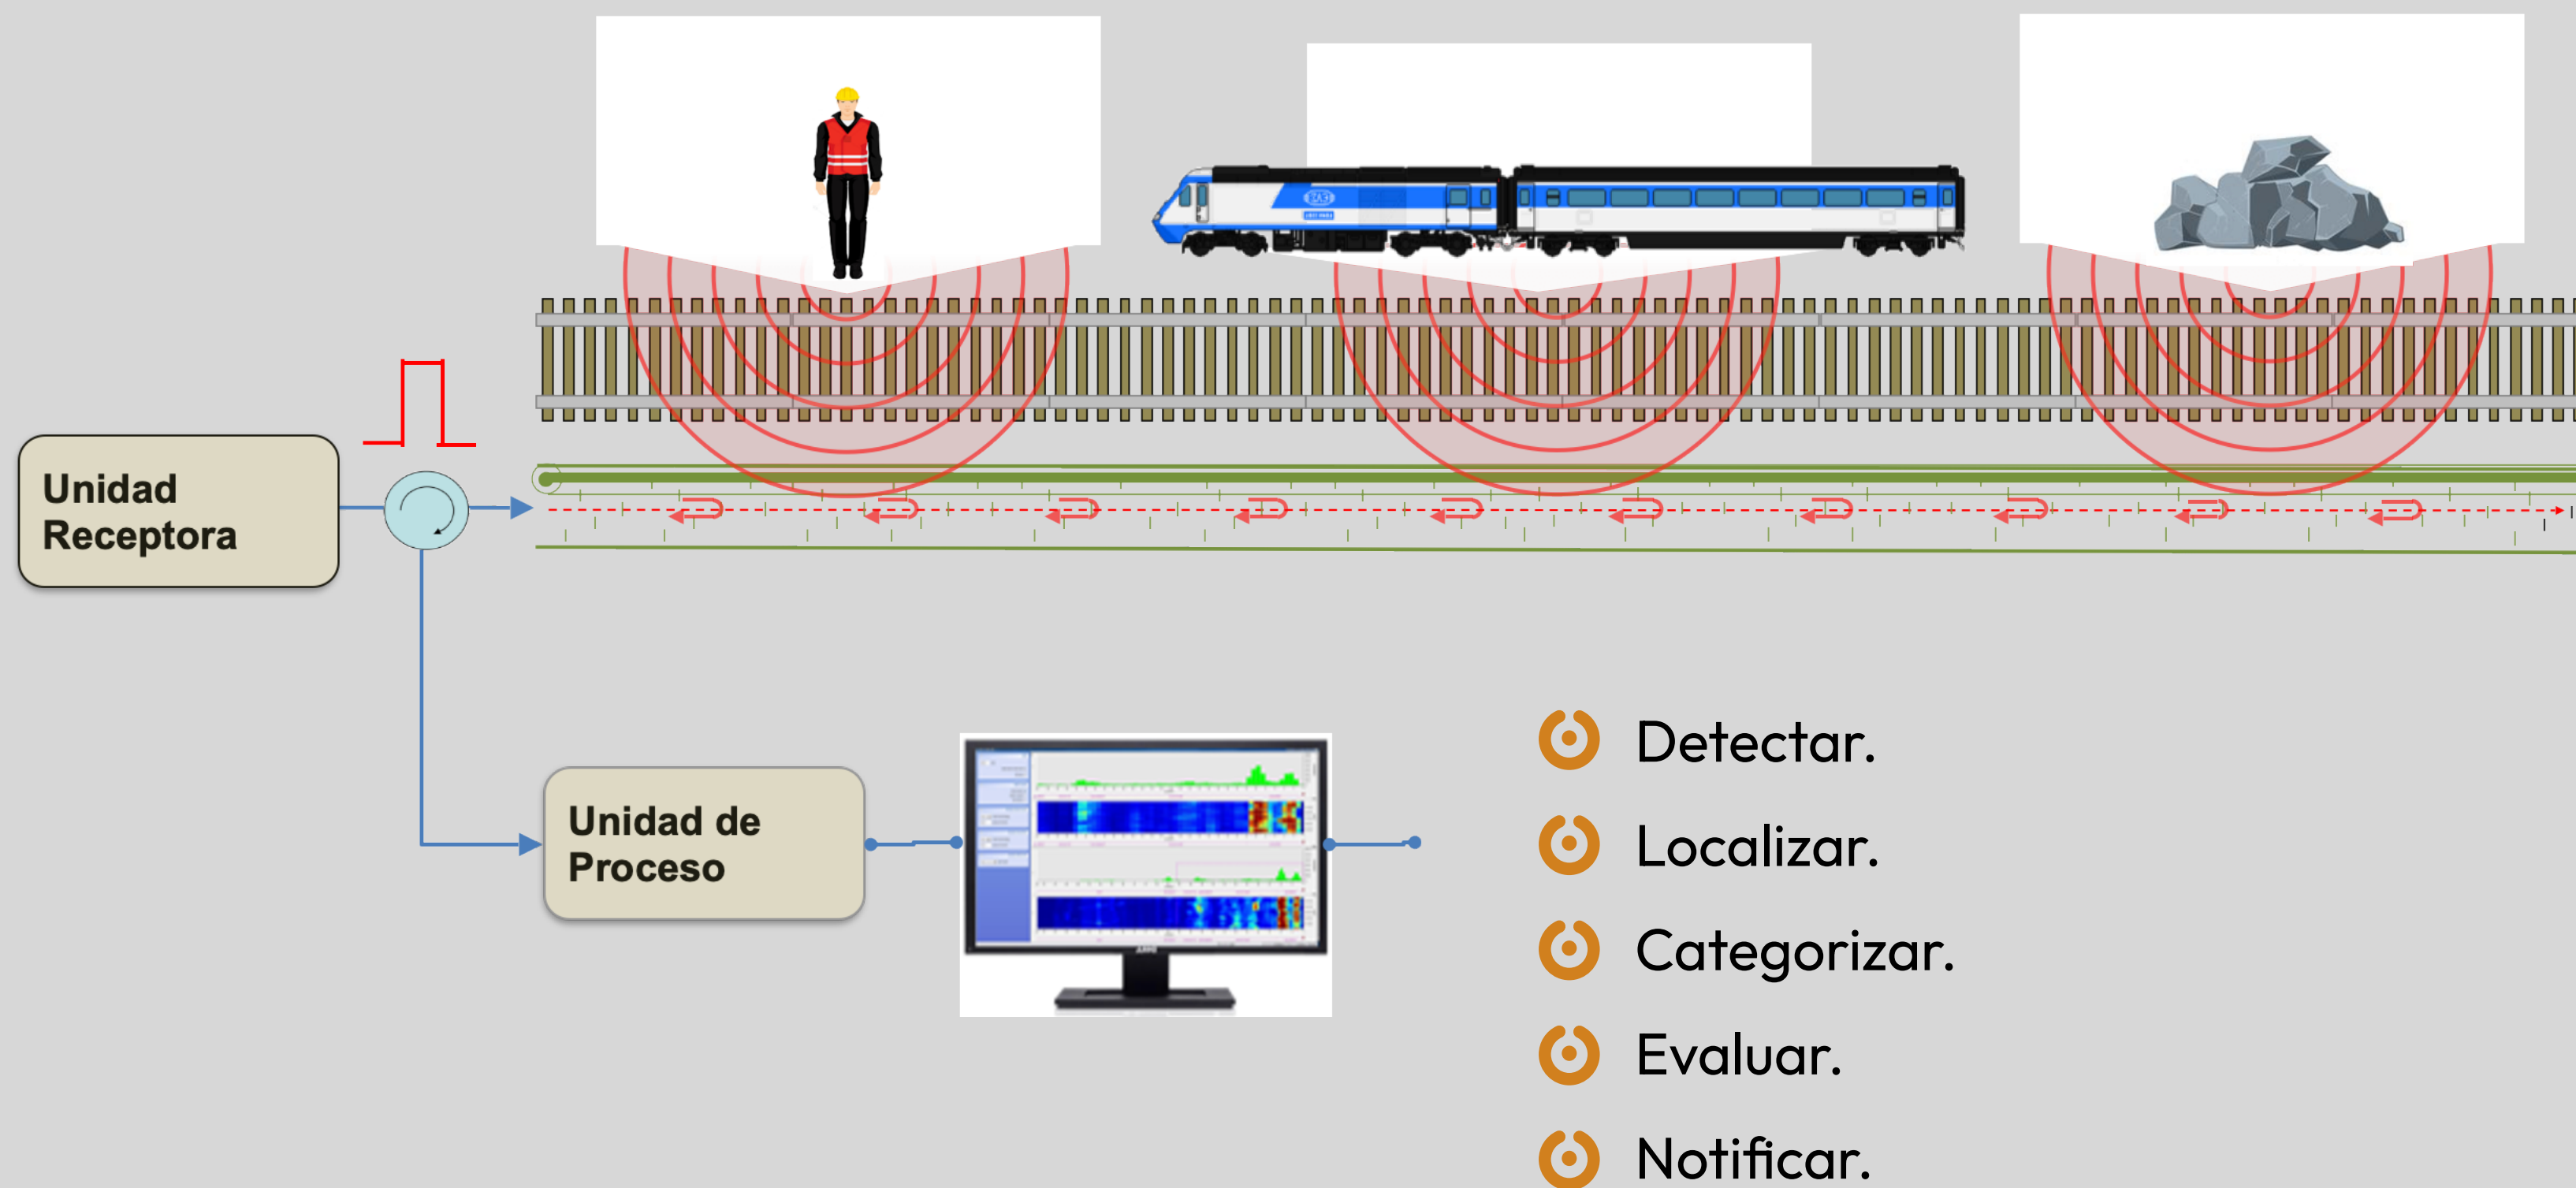 Unidad
Receptora
Unidad de
Proceso
Detectar.
Localizar.
Categorizar.
Evaluar.
Notificar.